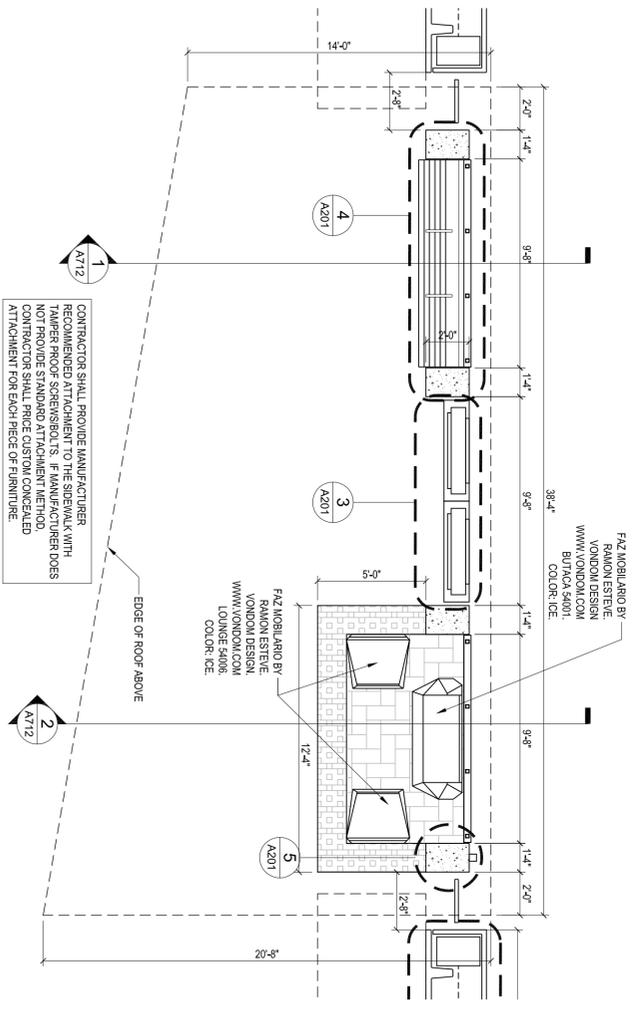 14'-0"
2'-8"
2'-0"
1'-4"
4
A201
9'-8"
1
A712
2'-0"
1'-4"
38'-4"
3
A201
9'-8"
CONTRACTOR SHALL PROVIDE MANUFACTURER
RECOMMENDED ATTACHMENT TO THE SIDEWALK WITH
TAMPER PROOF SCREWS/BOLTS. IF MANUFACTURER DOES
NOT PROVIDE STANDARD ATTACHMENT METHOD,
CONTRACTOR SHALL PRICE CUSTOM CONCEALED
ATTACHMENT FOR EACH PIECE OF FURNITURE.
FAZ MOBILARIO BY
RAMON ESTEVE.
VONDOM DESIGN
WWW.VONDOM.COM
BUTACA 54001.
COLOR: ICE.
5'-0"
1'-4"
EDGE OF ROOF ABOVE
FAZ MOBILARIO BY
RAMON ESTEVE.
VONDOM DESIGN.
WWW.VONDOM.COM
LOUNGE 54006.
COLOR: ICE.
2
A712
9'-8"
12'-4"
5
A201
1'-4"
2'-0"
2'-8"
20'-8"